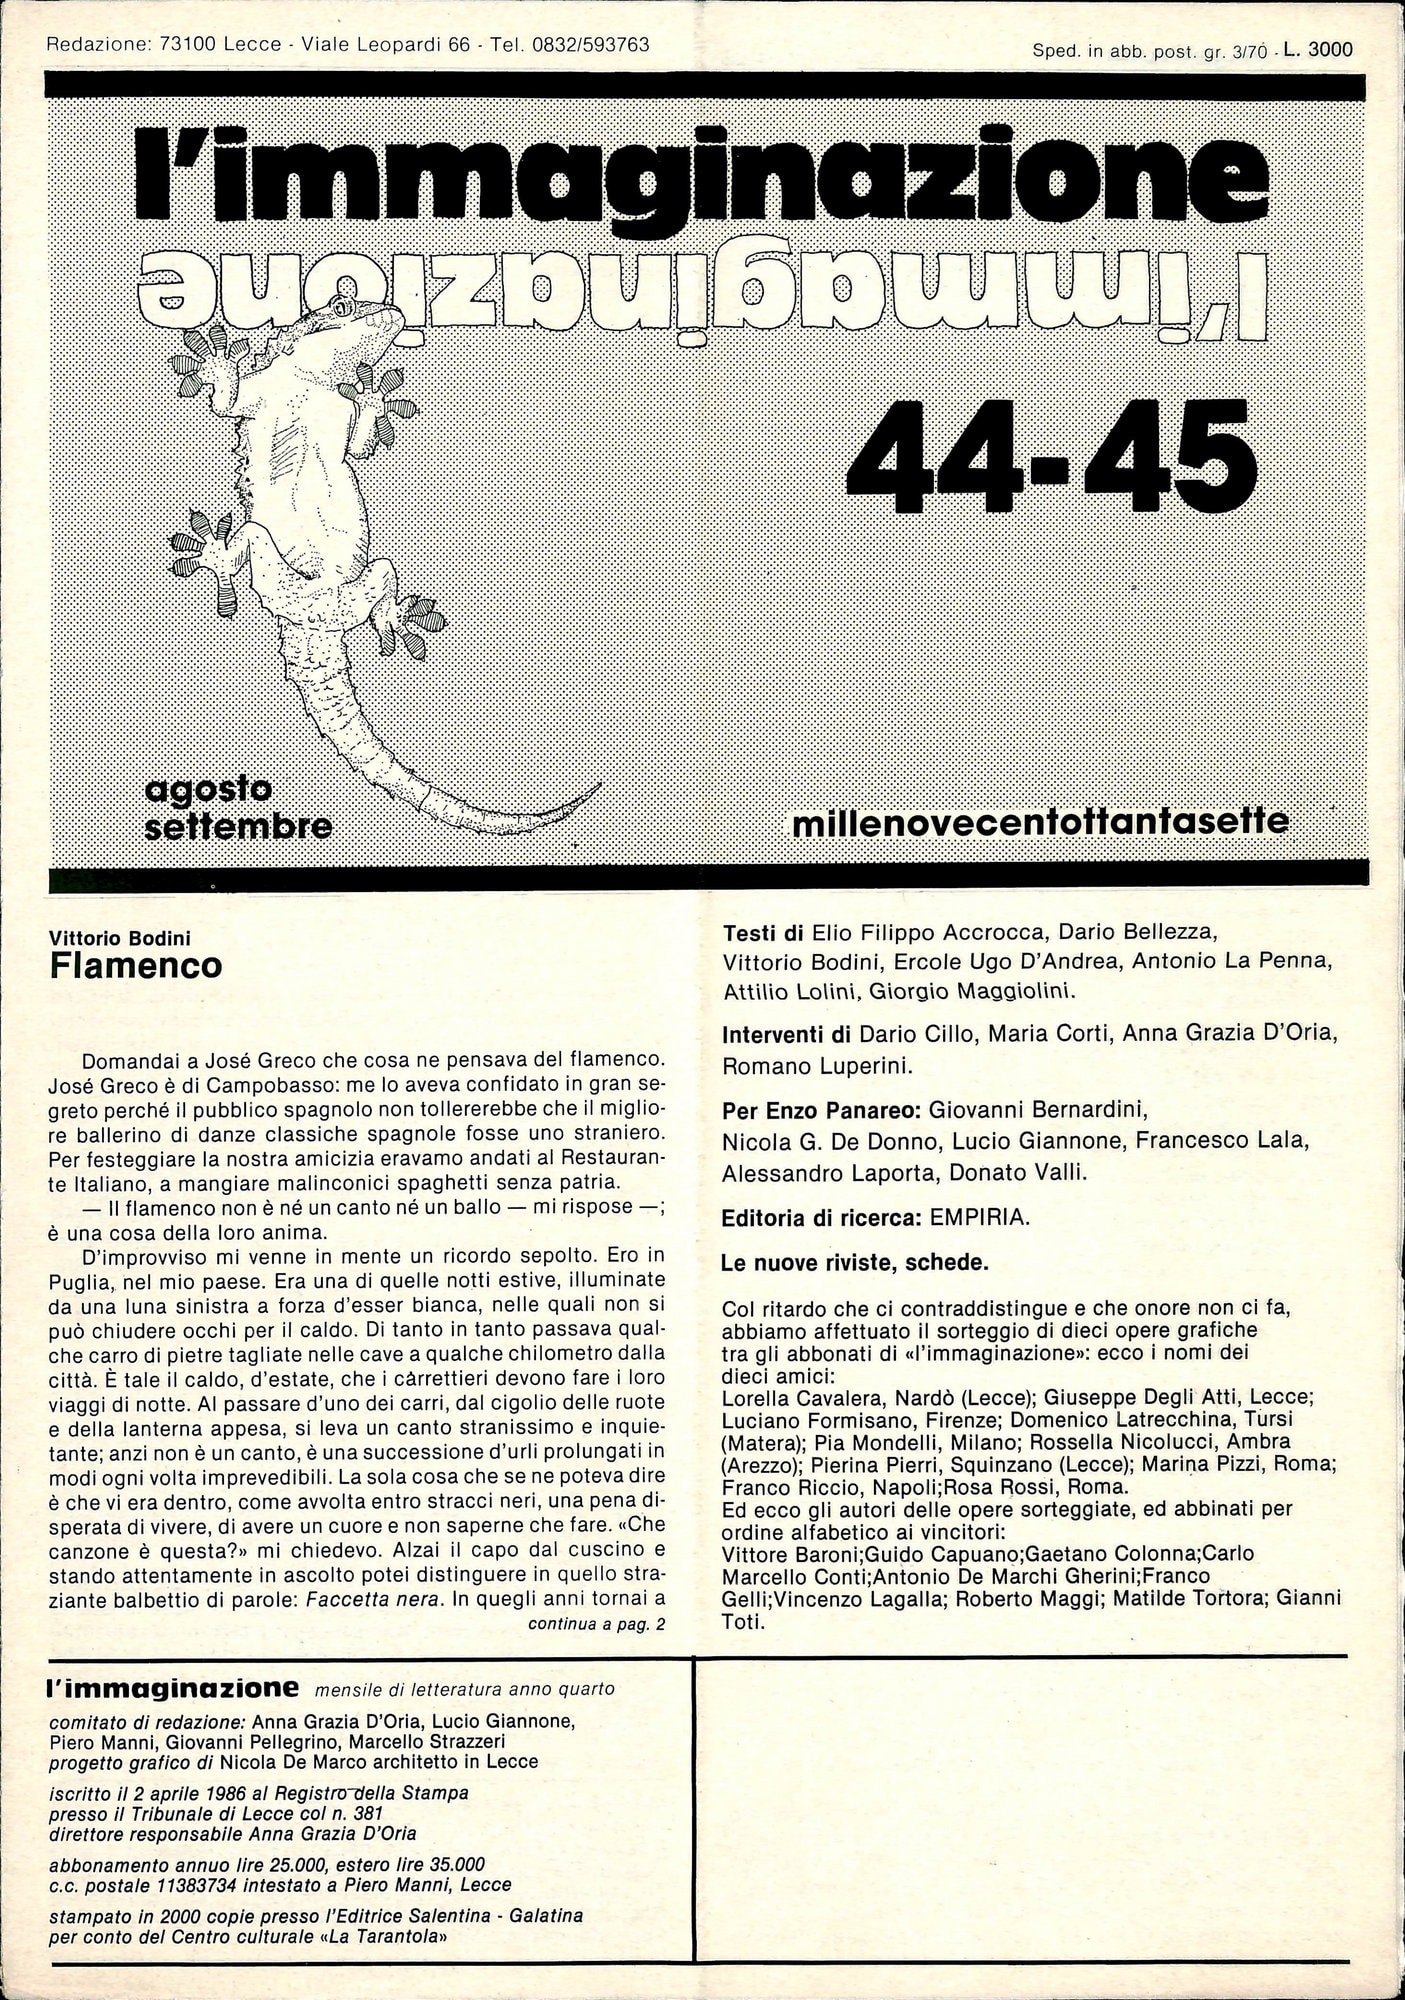 Redazione: 73100 Lecce - Viale Leopardi 66 - Tel. 0832/593763
Sped. in abb. post. gr. 3/70 - L. 3000
l'immaginazione
l'immaginazione
44-45
agosto
settembre
millenovecentottantasette
Vittorio Bodini
Flamenco
Domandai a José Greco che cosa ne pensava del flamenco.
José Greco è di Campobasso: me lo aveva confidato in gran se-
greto perché il pubblico spagnolo non tollererebbe che il miglio-
re ballerino di danze classiche spagnole fosse uno straniero.
Per festeggiare la nostra amicizia eravamo andati al Restauran-
te Italiano, a mangiare malinconici spaghetti senza patria.
— Il flamenco non è né un canto né un ballo — mi rispose —;
è una cosa della loro anima.
D'improvviso mi venne in mente un ricordo sepolto. Ero in
Puglia, nel mio paese. Era una di quelle notti estive, illuminate
da una luna sinistra a forza d'esser bianca, nelle quali non si
può chiudere occhi per il caldo. Di tanto in tanto passava qual-
che carro di pietre tagliate nelle cave a qualche chilometro dalla
città. È tale il caldo, d'estate, che i carrettieri devono fare i loro
viaggi di notte. Al passare d'uno dei carri, dal cigolio delle ruote
e della lanterna appesa, si leva un canto stranissimo e inquie-
tante; anzi non è un canto, è una successione d'urli prolungati in
modi ogni volta imprevedibili. La sola cosa che se ne poteva dire
è che vi era dentro, come avvolta entro stracci neri, una pena di-
sperata di vivere, di avere un cuore e non saperne che fare. «Che
canzone è questa?» mi chiedevo. Alzai il capo dal cuscino e
stando attentamente in ascolto potei distinguere in quello stra-
ziante balbettio di parole: Faccetta nera. In quegli anni tornai a
continua a pag. 2
Testi di Elio Filippo Accrocca, Dario Bellezza,
Vittorio Bodini, Ercole Ugo D'Andrea, Antonio La Penna,
Attilio Lolini, Giorgio Maggiolini.
Interventi di Dario Cillo, Maria Corti, Anna Grazia D'Oria,
Romano Luperini.
Per Enzo Panareo: Giovanni Bernardini,
Nicola G. De Donno, Lucio Giannone, Francesco Lala,
Alessandro Laporta, Donato Valli.
Editoria di ricerca: EMPIRIA.
Le nuove riviste, schede.
Col ritardo che ci contraddistingue e che onore non ci fa,
abbiamo affettuato il sorteggio di dieci opere grafiche
tra gli abbonati di «l'immaginazione»: ecco i nomi dei
dieci amici:
Lorella Cavalera, Nardò (Lecce); Giuseppe Degli Atti, Lecce;
Luciano Formisano, Firenze; Domenico Latrecchina, Tursi
(Matera); Pia Mondelli, Milano; Rossella Nicolucci, Ambra
(Arezzo); Pierina Pierri, Squinzano (Lecce); Marina Pizzi, Roma;
Franco Riccio, Napoli;Rosa Rossi, Roma.
Ed ecco gli autori delle opere sorteggiate, ed abbinati per
ordine alfabetico ai vincitori:
Vittore Baroni;Guido Capuano;Gaetano Colonna;Carlo
Marcello Conti;Antonio De Marchi Gherini;Franco
Gelli;Vincenzo Lagalla; Roberto Maggi; Matilde Tortora; Gianni
Toti.
l'immaginazione mensile di letteratura anno quarto
comitato di redazione: Anna Grazia D'Oria, Lucio Giannone,
Piero Manni, Giovanni Pellegrino, Marcello Strazzeri
progetto grafico di Nicola De Marco architetto in Lecce
iscritto il 2 aprile 1986 al Registro della Stampa
presso il Tribunale di Lecce col n. 381
direttore responsabile Anna Grazia D'Oria
abbonamento annuo lire 25.000, estero lire 35.000
c.c. postale 11383734 intestato a Piero Manni, Lecce
stampato in 2000 copie presso l'Editrice Salentina - Galatina
per conto del Centro culturale «La Tarantola»